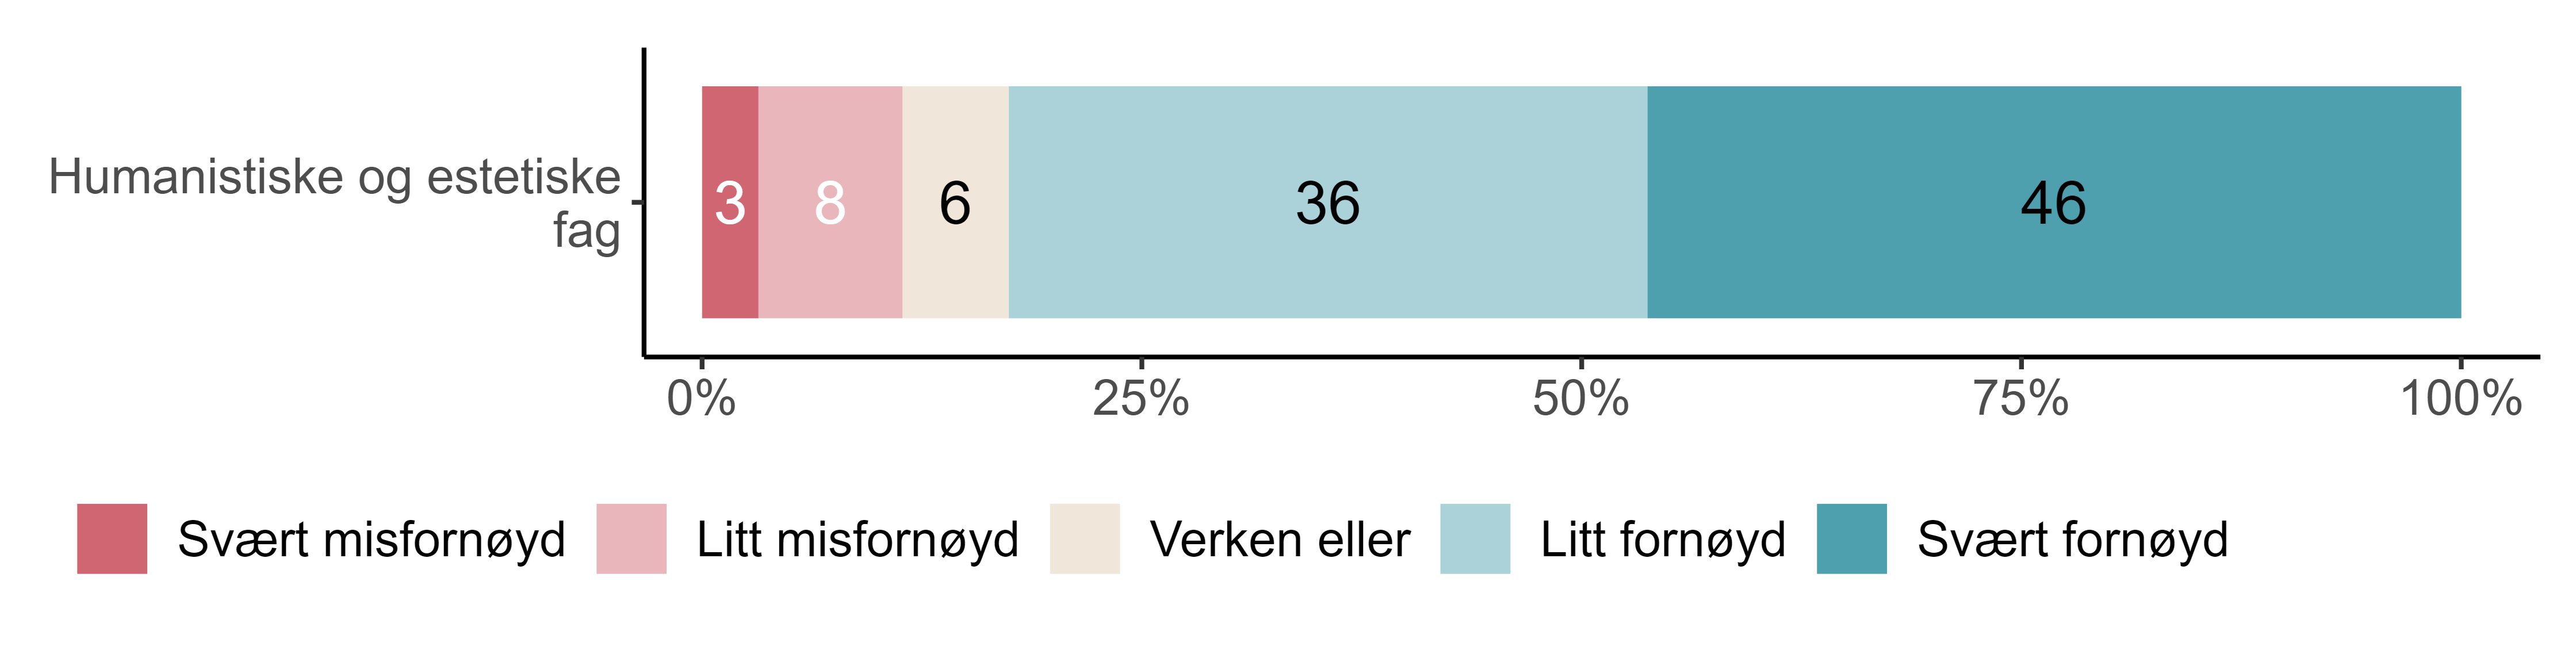 Humanistiske og estetiske
fag
3 8 6 36 46
0% 25% 50% 75% 100%
Svært misfornøyd Litt misfornøyd Verken eller Litt fornøyd Svært fornøyd